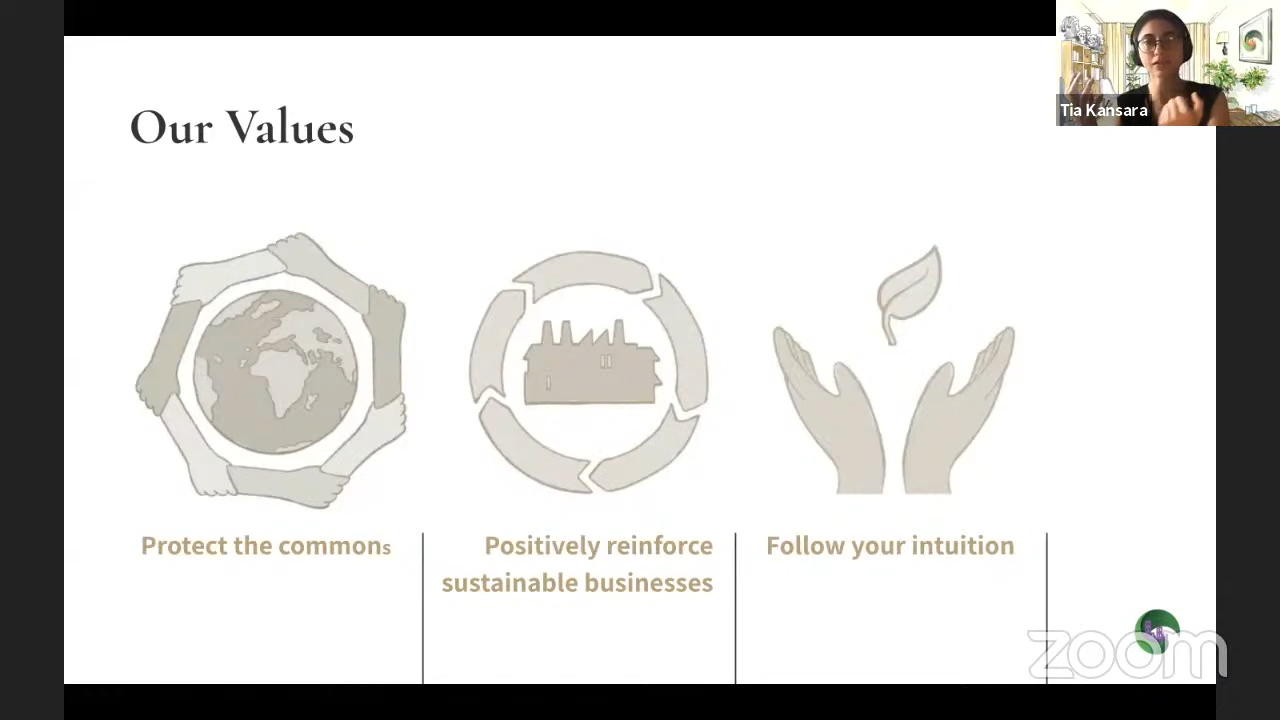 Our Values
Tia Kansara
Protect the commons
Positively reinforce
sustainable businesses
Follow your intuition
zoom